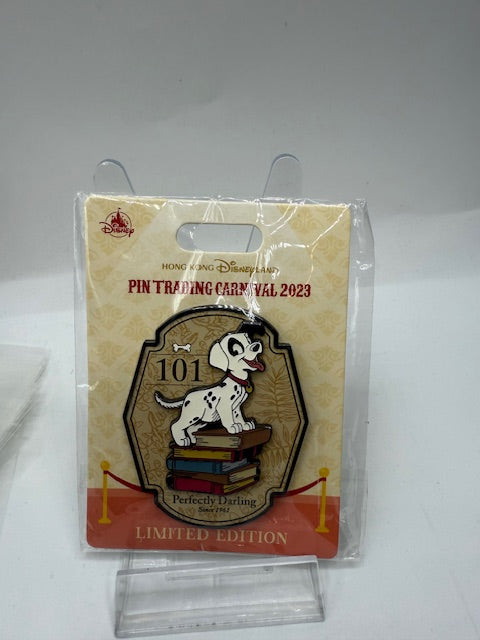 Disney
HONG KONG Disneyland
PIN TRADING CARNIVAL 2023
101
Perfectly Darling
Since 1961
LIMITED EDITION